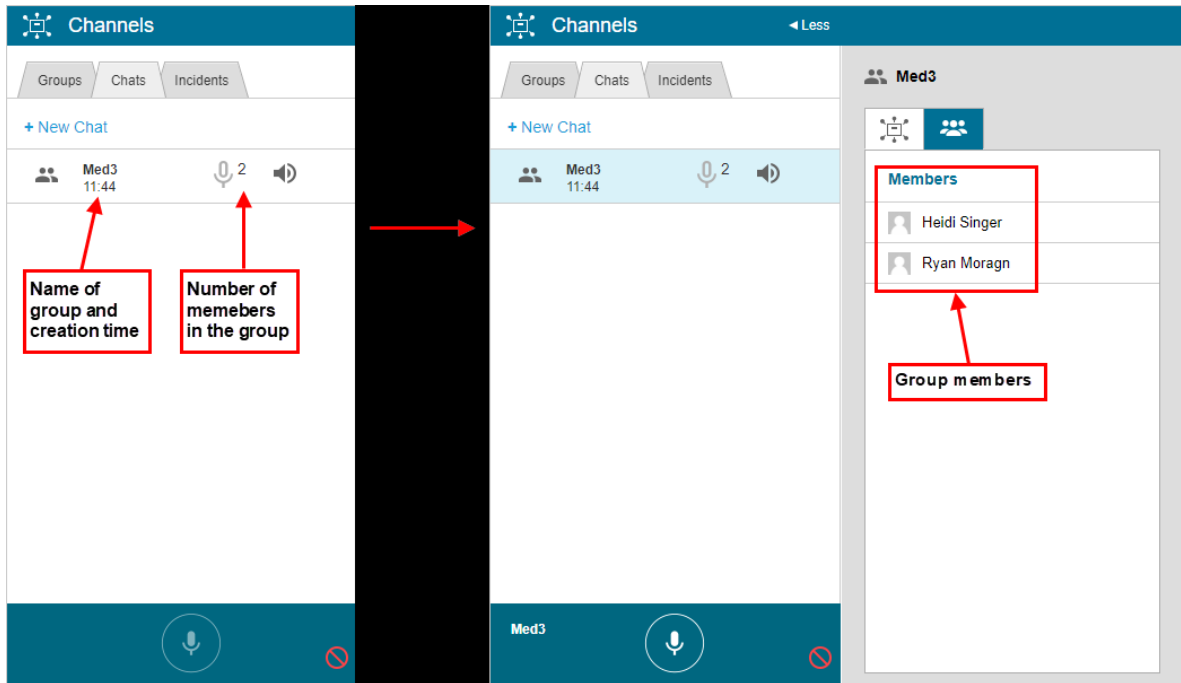 Channels
Groups Chats Incidents
+ New Chat
Med3 2
11:44
Name of
group and
creation time
Number of
memebers
in the group
Channels ◄ Less
Groups Chats Incidents
+ New Chat
Med3 2
11:44
Med3
Med3
Members
Heidi Singer
Ryan Moragn
Group members